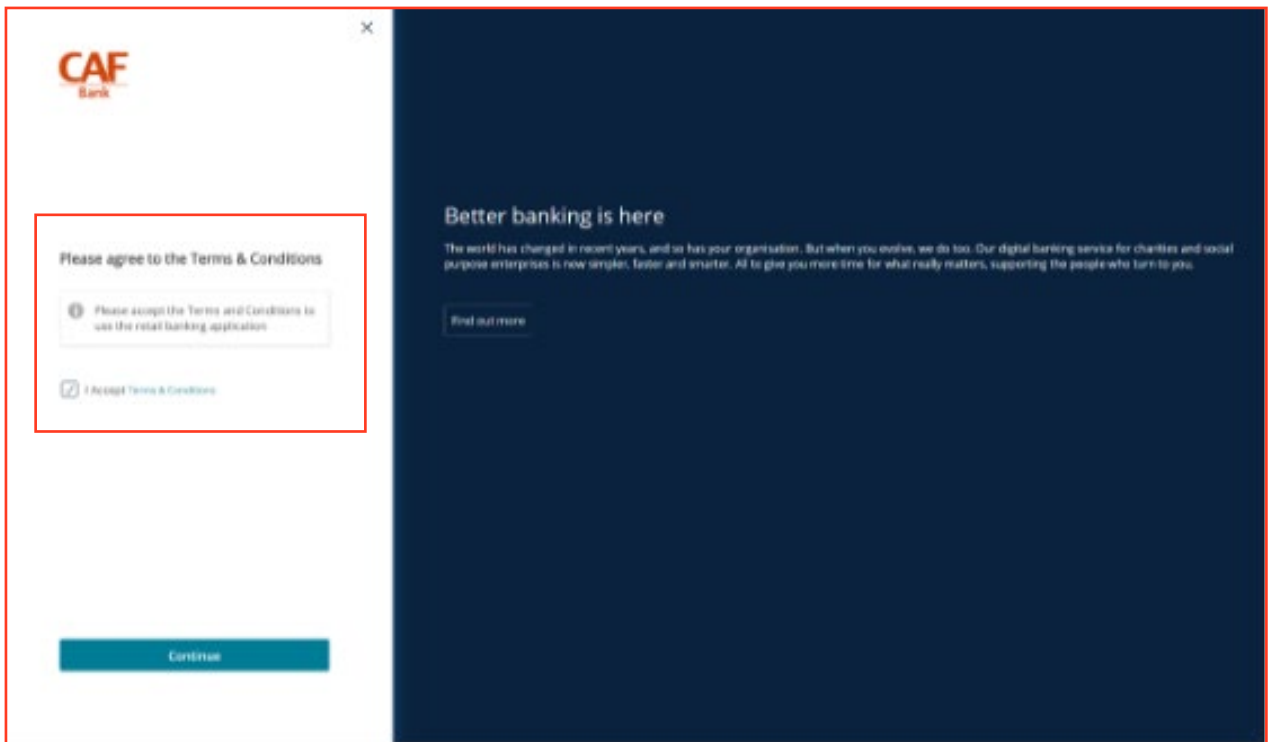 CAF
Bank
Please agree to the Terms & Conditions
Please accept the Terms and Conditions to
use the retail banking application
I Accept Terms & Conditions
Continue
Better banking is here
The world has changed in recent years, and so has your organisation. But when you evolve, we do too. Our digital banking service for charities and social
purpose enterprises is now simpler, faster and smarter. All to give you more time for what really matters, supporting the people who turn to you.
Find out more